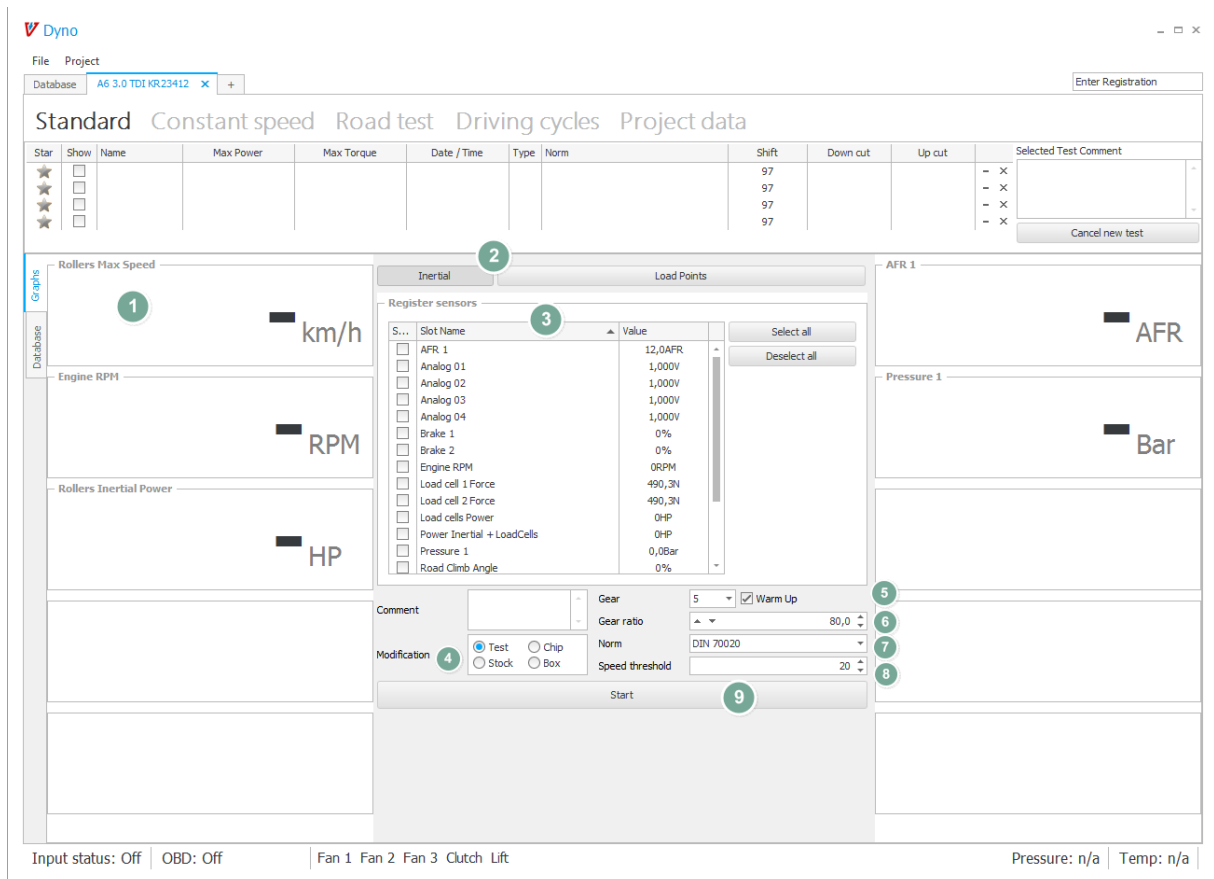 Dyno
File Project
Database A6 3.0 TDI KR23412 × + Enter Registration
Standard Constant speed Road test Driving cycles Project data
Star Show Name Max Power Max Torque Date / Time Type Norm Shift Down cut Up cut Selected Test Comment
97
97
97
97
Cancel new test
Graphs
Database
Rollers Max Speed
1
- km/h
Engine RPM
- RPM
Rollers Inertial Power
- HP
2
Inertial Load Points
Register sensors
3
S... Slot Name Value
AFR 1 12,0AFR
Analog 01 1,000V
Analog 02 1,000V
Analog 03 1,000V
Analog 04 1,000V
Brake 1 0%
Brake 2 0%
Engine RPM 0RPM
Load cell 1 Force 490,3N
Load cell 2 Force 490,3N
Load cells Power 0HP
Power Inertial + LoadCells 0HP
Pressure 1 0,0Bar
Road Climb Angle 0%
Select all
Deselect all
Comment
Modification 4 Test Chip
Stock Box
Gear 5 Warm Up 5
Gear ratio 80,0 6
Norm DIN 70020 7
Speed threshold 20 8
Start 9
AFR 1
- AFR
Pressure 1
- Bar
Input status: Off OBD: Off Fan 1 Fan 2 Fan 3 Clutch Lift Pressure: n/a Temp: n/a